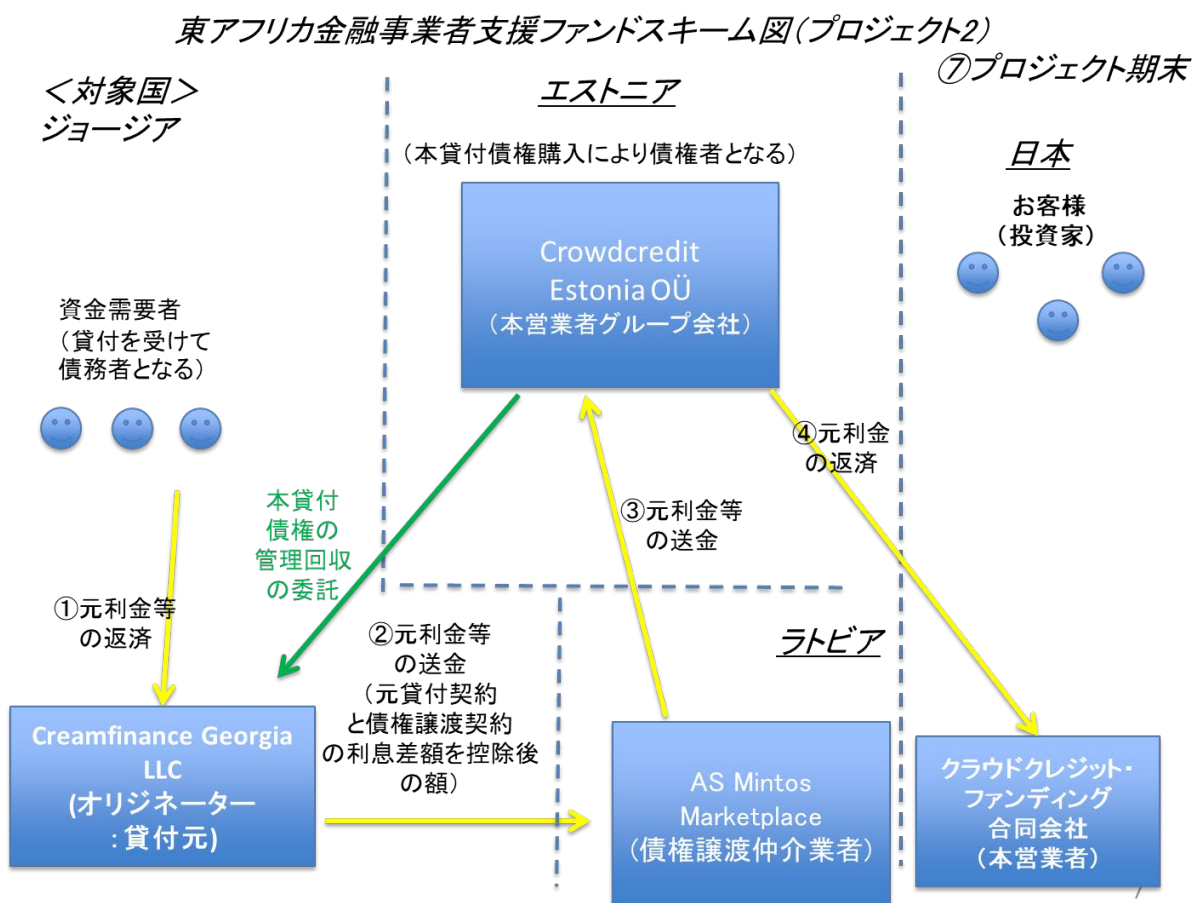 東アフリカ金融事業者支援ファンドスキーム図(プロジェクト2)
⑦プロジェクト期末
<対象国>
ジョージア
エストニア
(本貸付債権購入により債権者となる)
日本
お客様
(投資家)
Crowdcredit
Estonia OÜ
(本営業者グループ会社)
資金需要者
(貸付を受けて
債務者となる)
④元利金
の返済
本貸付
債権の
管理回収
の委託
③元利金等
の送金
①元利金等
の返済
②元利金等
の送金
(元貸付契約
と債権譲渡契約
の利息差額を控除後
の額)
ラトビア
Creamfinance Georgia
LLC
(オリジネーター
:貸付元)
AS Mintos
Marketplace
(債権譲渡仲介業者)
クラウドクレジット・
ファンディング
合同会社
(本営業者)